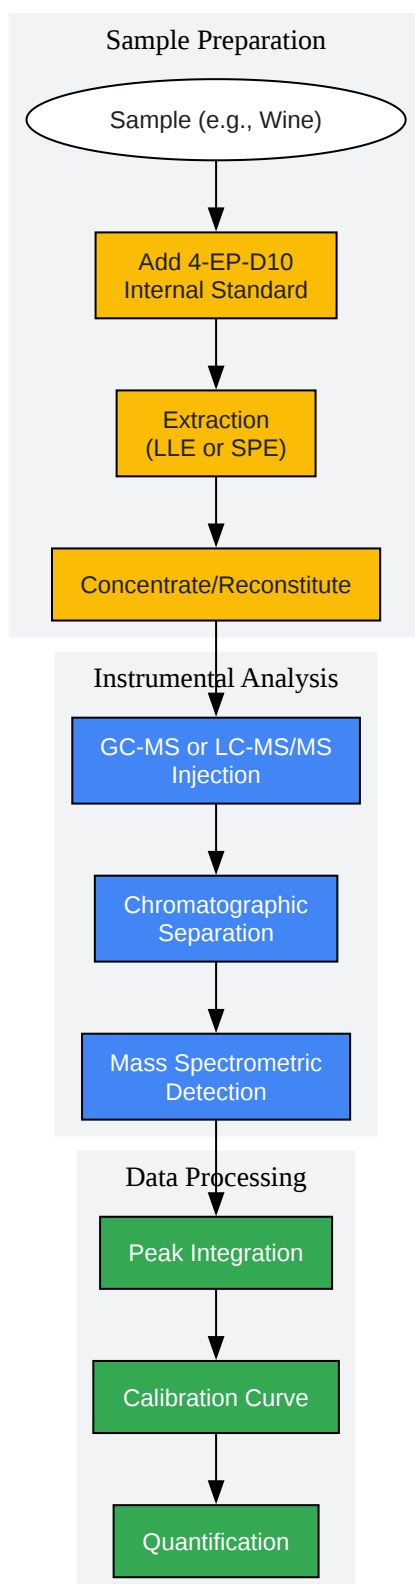 Sample Preparation
Sample (e.g., Wine)
Add 4-EP-D10
Internal Standard
Extraction
(LLE or SPE)
Concentrate/Reconstitute
Instrumental Analysis
GC-MS or LC-MS/MS
Injection
Chromatographic
Separation
Mass Spectrometric
Detection
Data Processing
Peak Integration
Calibration Curve
Quantification